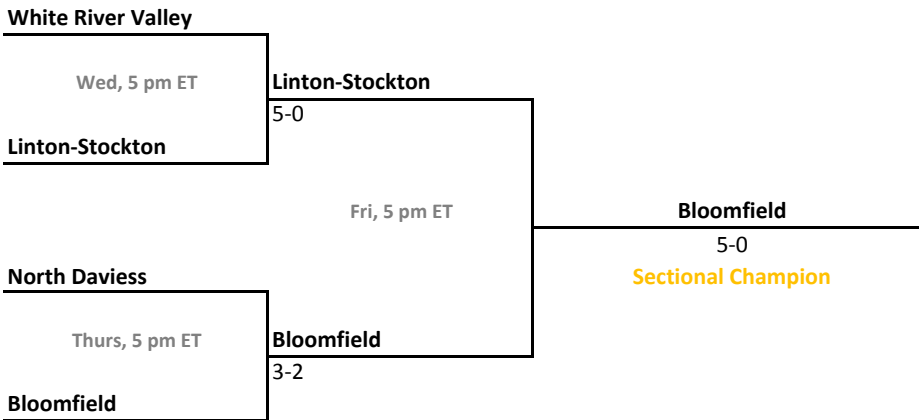 White River Valley
Wed, 5 pm ET
Linton-Stockton
5-0
Linton-Stockton
Fri, 5 pm ET
Bloomfield
5-0
North Daviess
Sectional Champion
Thurs, 5 pm ET
Bloomfield
3-2
Bloomfield